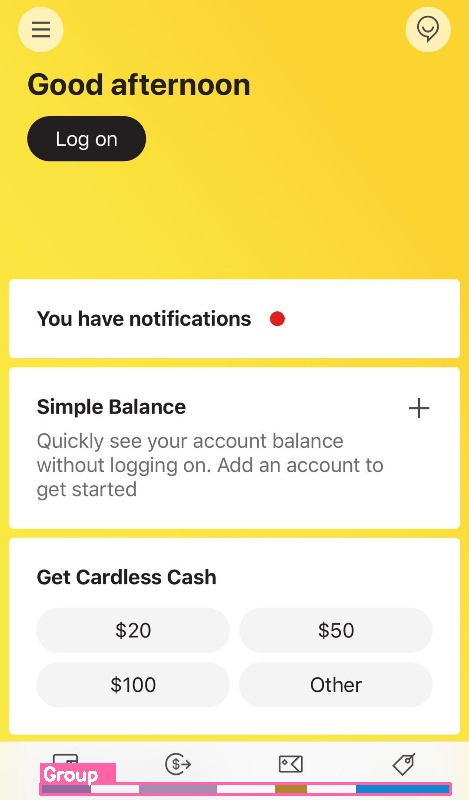 Good afternoon
Log on
You have notifications
Simple Balance
Quickly see your account balance
without logging on. Add an account to
get started
Get Cardless Cash
$20
$50
$100
Other
$
Group